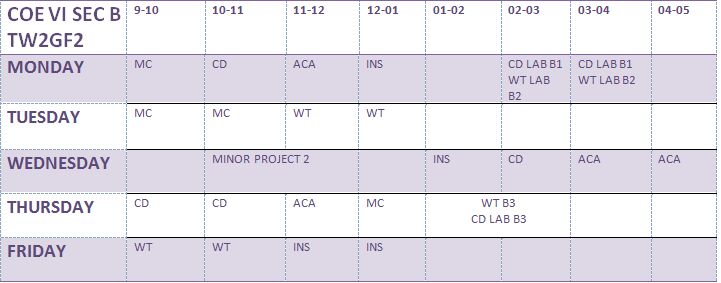 COE VI SEC B 9-10 10-11 11-12 12-01 01-02 02-03 03-04 04-05
TW2GF2
MONDAY MC CD ACA INS CD LAB B1 CD LAB B1
WT LAB WT LAB B2
B2
TUESDAY MC MC WT WT
WEDNESDAY MINOR PROJECT 2 INS CD ACA ACA
THURSDAY CD CD ACA MC WT B3
CD LAB B3
FRIDAY WT WT INS INS